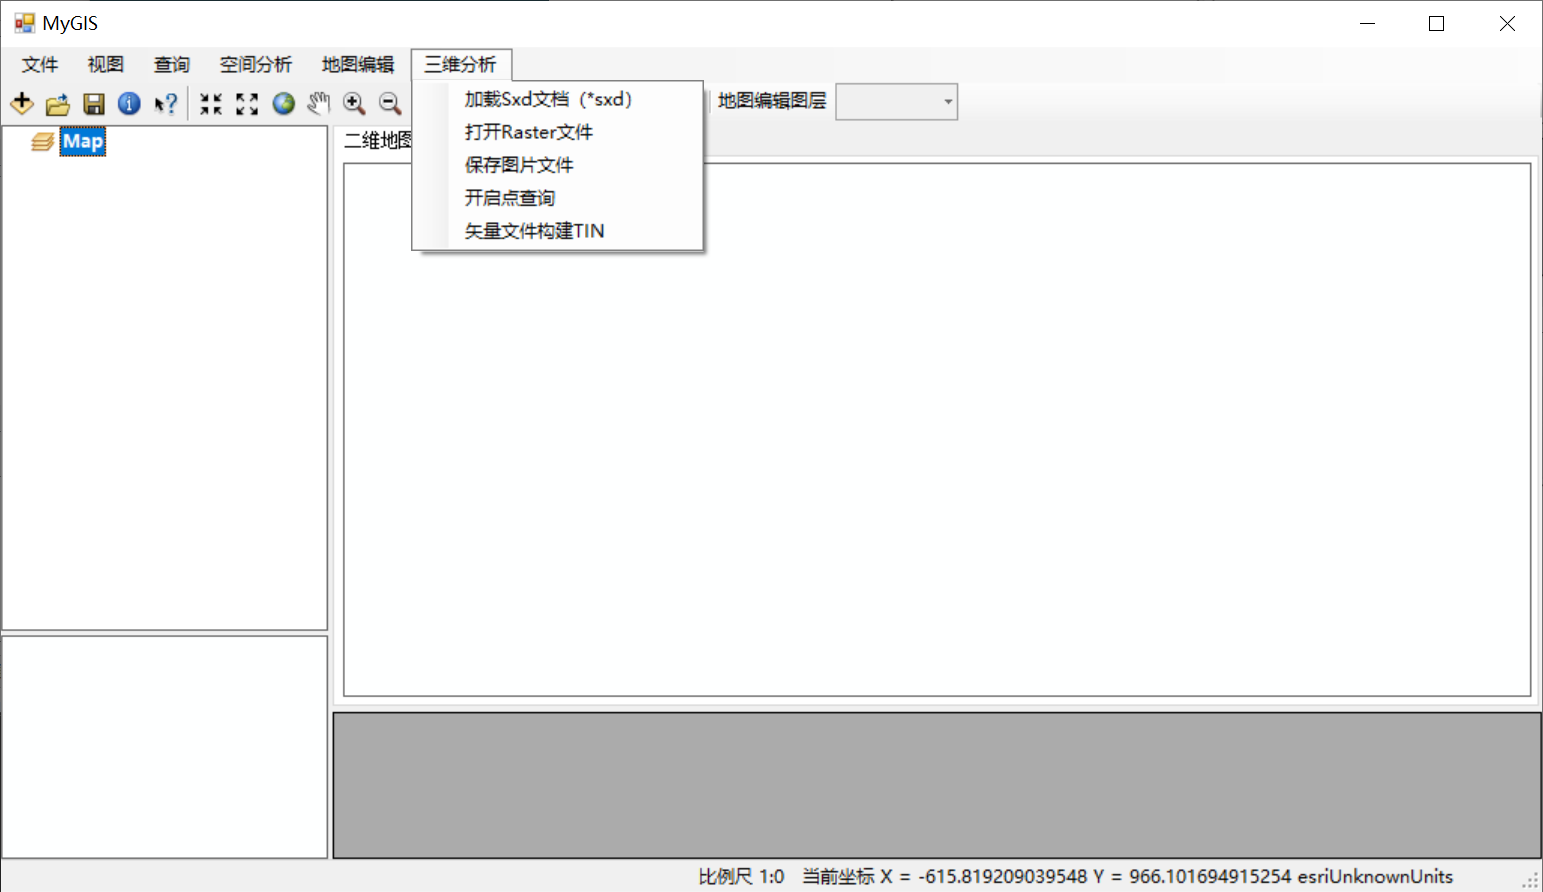 MyGIS
文件 视图 查询 空间分析 地图编辑 三维分析
加载Sxd文档（*sxd）
地图编辑图层
打开Raster文件
保存图片文件
开启点查询
矢量文件构建TIN
Map
二维地图
比例尺 1:0 当前坐标 X = -615.819209039548 Y = 966.101694915254 esriUnknownUnits